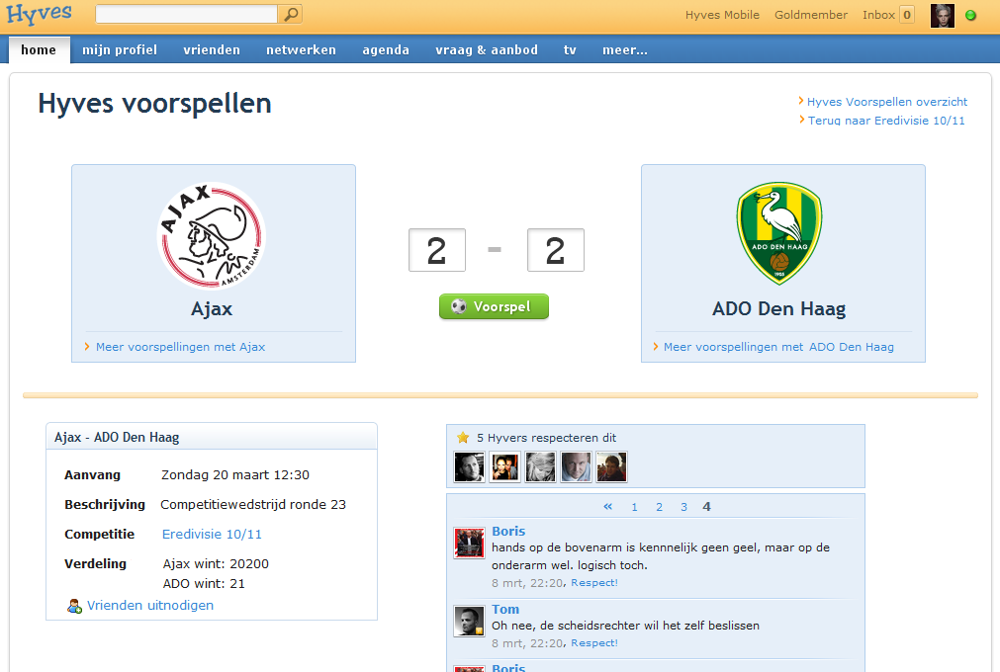 Hyves
Hyves Mobile Goldmember Inbox 0
home mijn profiel vrienden netwerken agenda vraag & aanbod tv meer...
Hyves voorspellen
Hyves Voorspellen overzicht
Terug naar Eredivisie 10/11
AJAX
AMSTERDAM
Ajax
Meer voorspellingen met Ajax
2 - 2
Voorspel
ADO DEN HAAG
1905
ADO Den Haag
Meer voorspellingen met ADO Den Haag
Ajax - ADO Den Haag
Aanvang Zondag 20 maart 12:30
Beschrijving Competitiewedstrijd ronde 23
Competitie Eredivisie 10/11
Verdeling Ajax wint: 20200
ADO wint: 21
Vrienden uitnodigen
5 Hyvers respecteren dit
« 1 2 3 4
Boris
hands op de bovenarm is kennnelijk geen geel, maar op de
onderarm wel. logisch toch.
8 mrt, 22:20, Respect!
Tom
Oh nee, de scheidsrechter wil het zelf beslissen
8 mrt, 22:20, Respect!
Boris